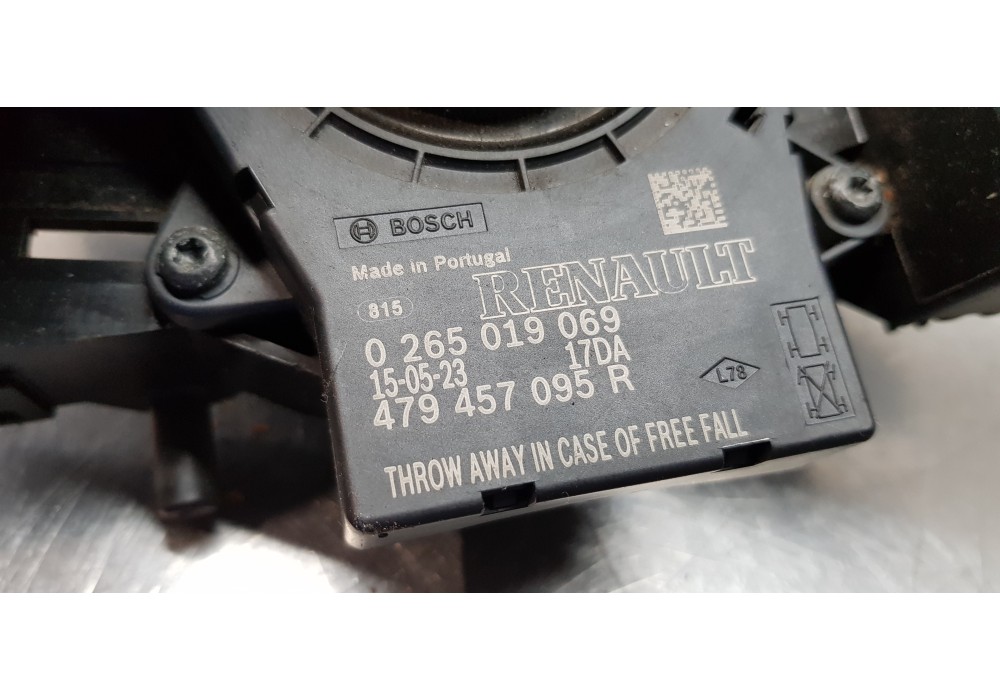 BOSCH
Made in Portugal
RENAULT
815
0 265 019 069
15-05-23 17DA
479 457 095 R
L78
THROW AWAY IN CASE OF FREE FALL